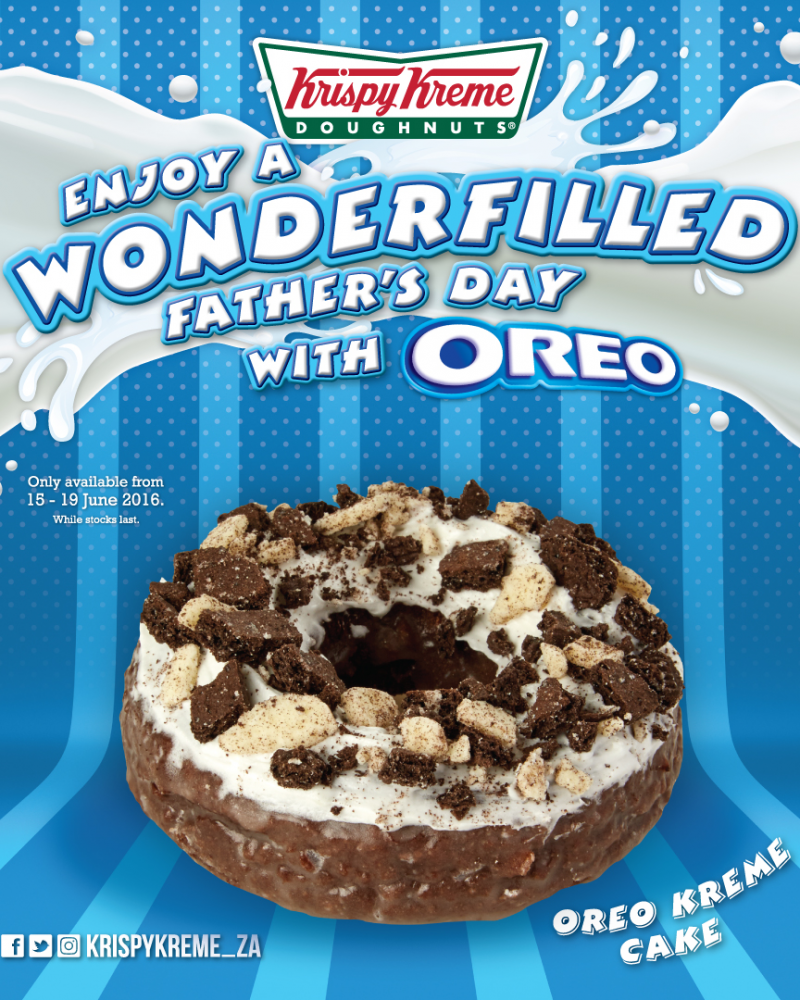 Krispy Kreme
DOUGHNUTS®
ENJOY A
WONDERFILLED
FATHER'S DAY
WITH OREO
Only available from
15 - 19 June 2016.
While stocks last.
OREO KREME
CAKE
KRISPYKREME_ZA